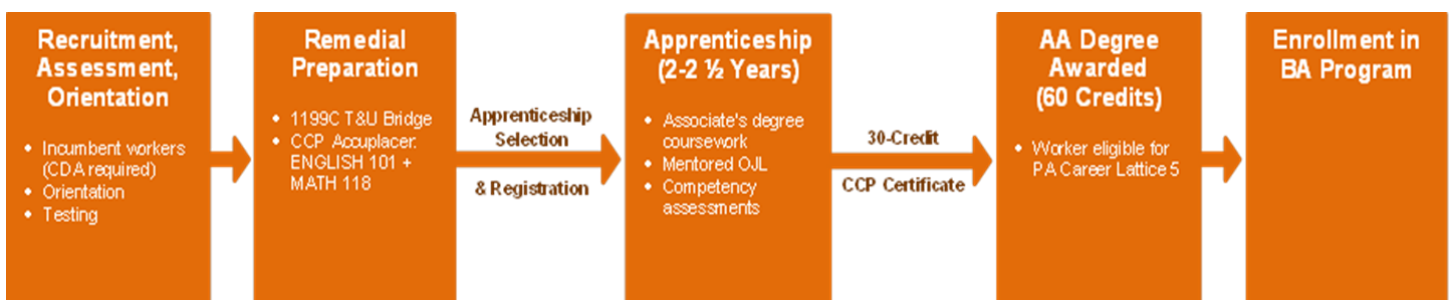 Recruitment,
Assessment,
Orientation
• Incumbent workers
(CDA required)
• Orientation
• Testing
Remedial
Preparation
• 1199C T&U Bridge
• CCP Accuplacer:
ENGLISH 101 +
MATH 118
Apprenticeship
Selection
& Registration
Apprenticeship
(2-2 ½ Years)
• Associate's degree
coursework
• Mentored OJL
• Competency
assessments
30-Credit
CCP Certificate
AA Degree
Awarded
(60 Credits)
• Worker eligible for
PA Career Lattice 5
Enrollment in
BA Program